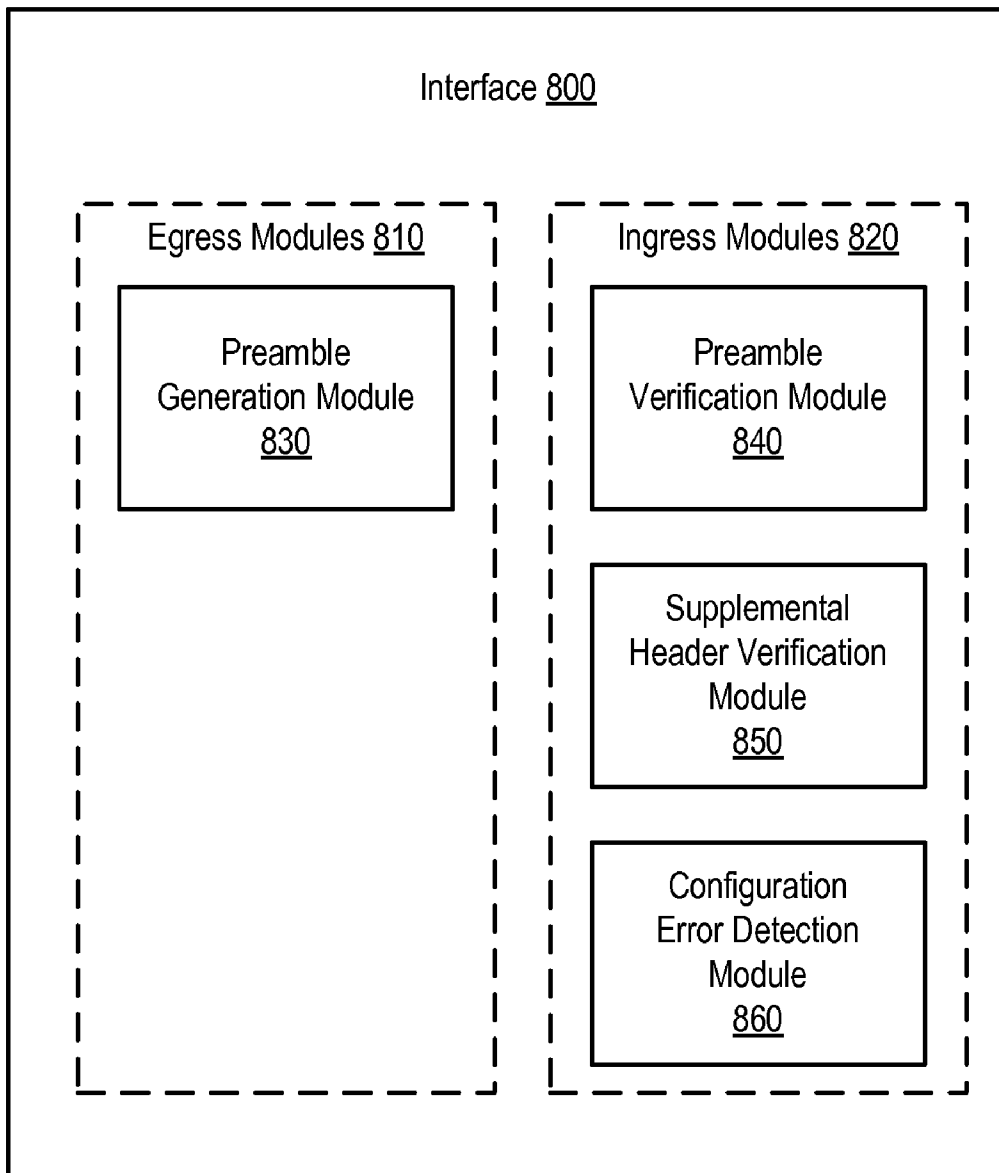 Interface 800
Egress Modules 810
Preamble
Generation Module
830
Ingress Modules 820
Preamble
Verification Module
840
Supplemental
Header Verification
Module
850
Configuration
Error Detection
Module
860